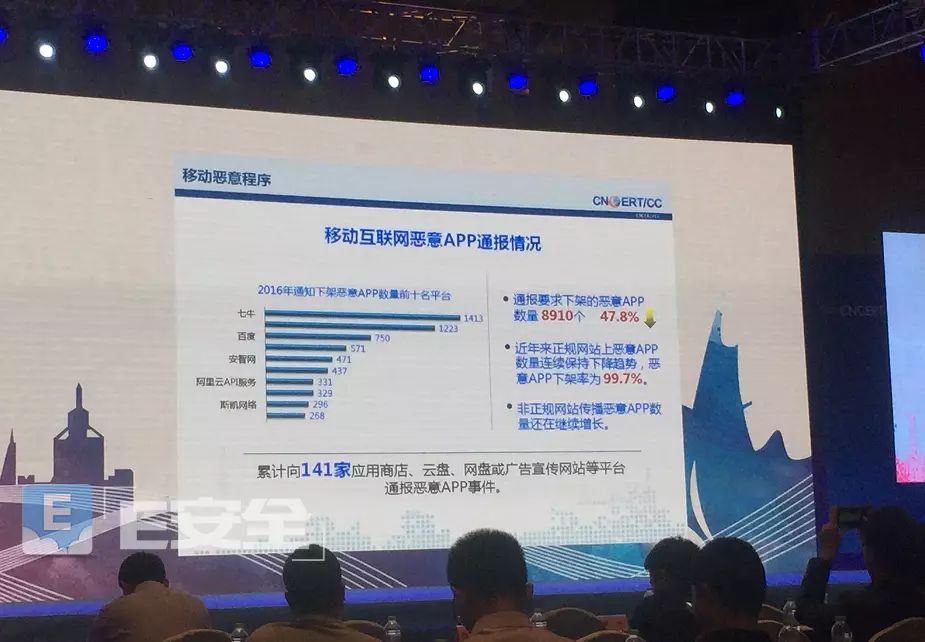 移动恶意程序
CNCERT/CC
移动互联网恶意APP通报情况
2016年通知下架恶意APP数量前十名平台
七牛
1413
1223
百度
750
571
安智网
471
437
阿里云API服务
331
329
斯凯网络
296
268
• 通报要求下架的恶意APP
数量 8910个 47.8%
• 近年来正规网站上恶意APP
数量连续保持下降趋势，恶
意APP下架率为 99.7%。
• 非正规网站传播恶意APP数
量还在继续增长。
累计向141家应用商店、云盘、网盘或广告宣传网站等平台
通报恶意APP事件。
CNCERT
E
E安全